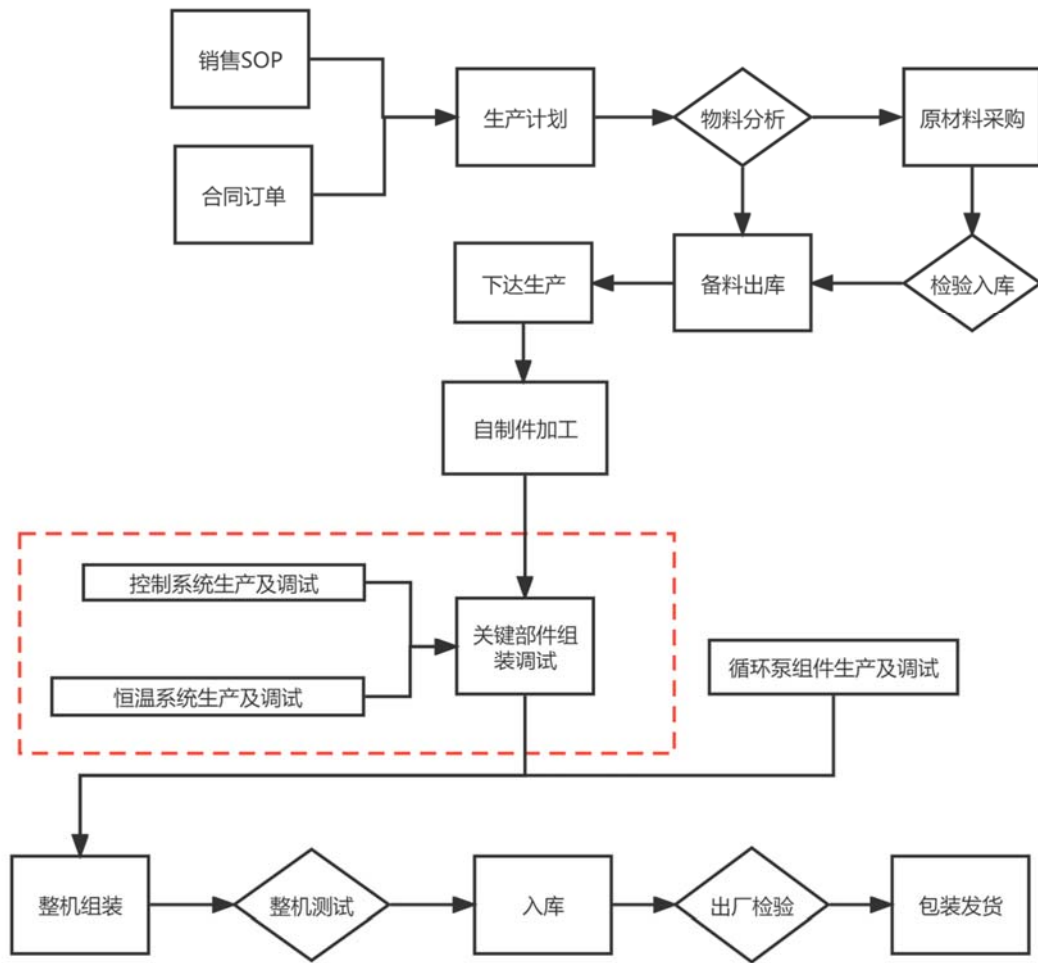 销售SOP
合同订单
生产计划
物料分析
原材料采购
下达生产
备料出库
检验入库
自制件加工
控制系统生产及调试
恒温系统生产及调试
关键部件组
装调试
循环泵组件生产及调试
整机组装
整机测试
入库
出厂检验
包装发货